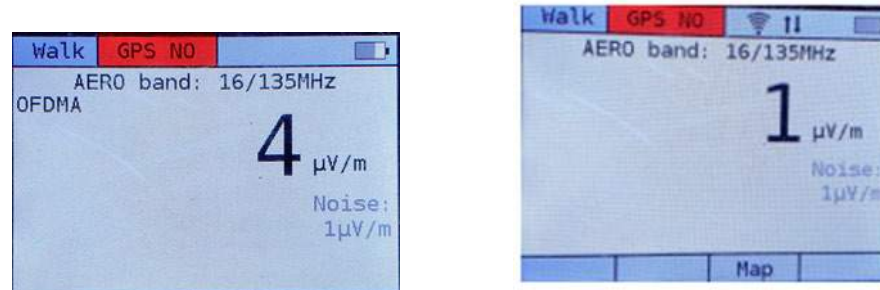 Walk GPS NO
AERO band: 16/135MHz
OFDMA
4 µV/m
Noise:
1µV/m
Walk GPS NO
AERO band: 16/135MHz
1 µV/m
Noise:
1µV/m
Map